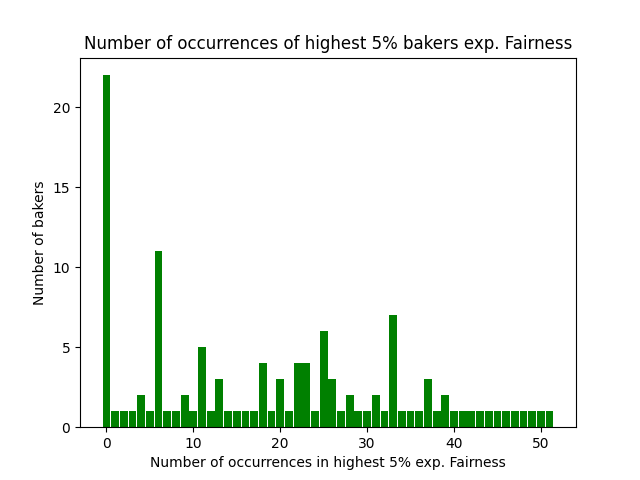 Number of occurrences of highest 5% bakers exp. Fairness
20
15
10
5
0
Number of bakers
0 10 20 30 40 50
Number of occurrences in highest 5% exp. Fairness